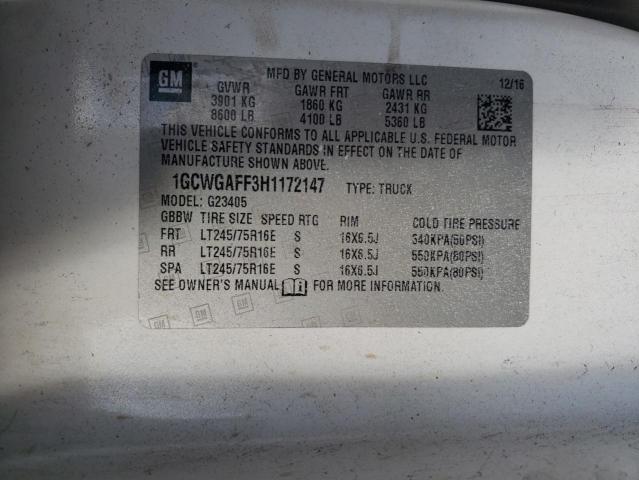 GM
MFD BY GENERAL MOTORS LLC 12/16
GVWR GAWR FRT GAWR RR
3901 KG 1860 KG 2431 KG
8600 LB 4100 LB 5360 LB
THIS VEHICLE CONFORMS TO ALL APPLICABLE U.S. FEDERAL MOTOR
VEHICLE SAFETY STANDARDS IN EFFECT ON THE DATE OF
MANUFACTURE SHOWN ABOVE.
1GCWGAFF3H1172147 TYPE: TRUCK
MODEL: G23405
GBBW TIRE SIZE SPEED RTG RIM COLD TIRE PRESSURE
FRT LT245/75R16E S 16X6.5J 340KPA(50PSI)
RR LT245/75R16E S 16X6.5J 550KPA(80PSI)
SPA LT245/75R16E S 16X6.5J 550KPA(80PSI)
SEE OWNER'S MANUAL FOR MORE INFORMATION.
GM GM GM GM